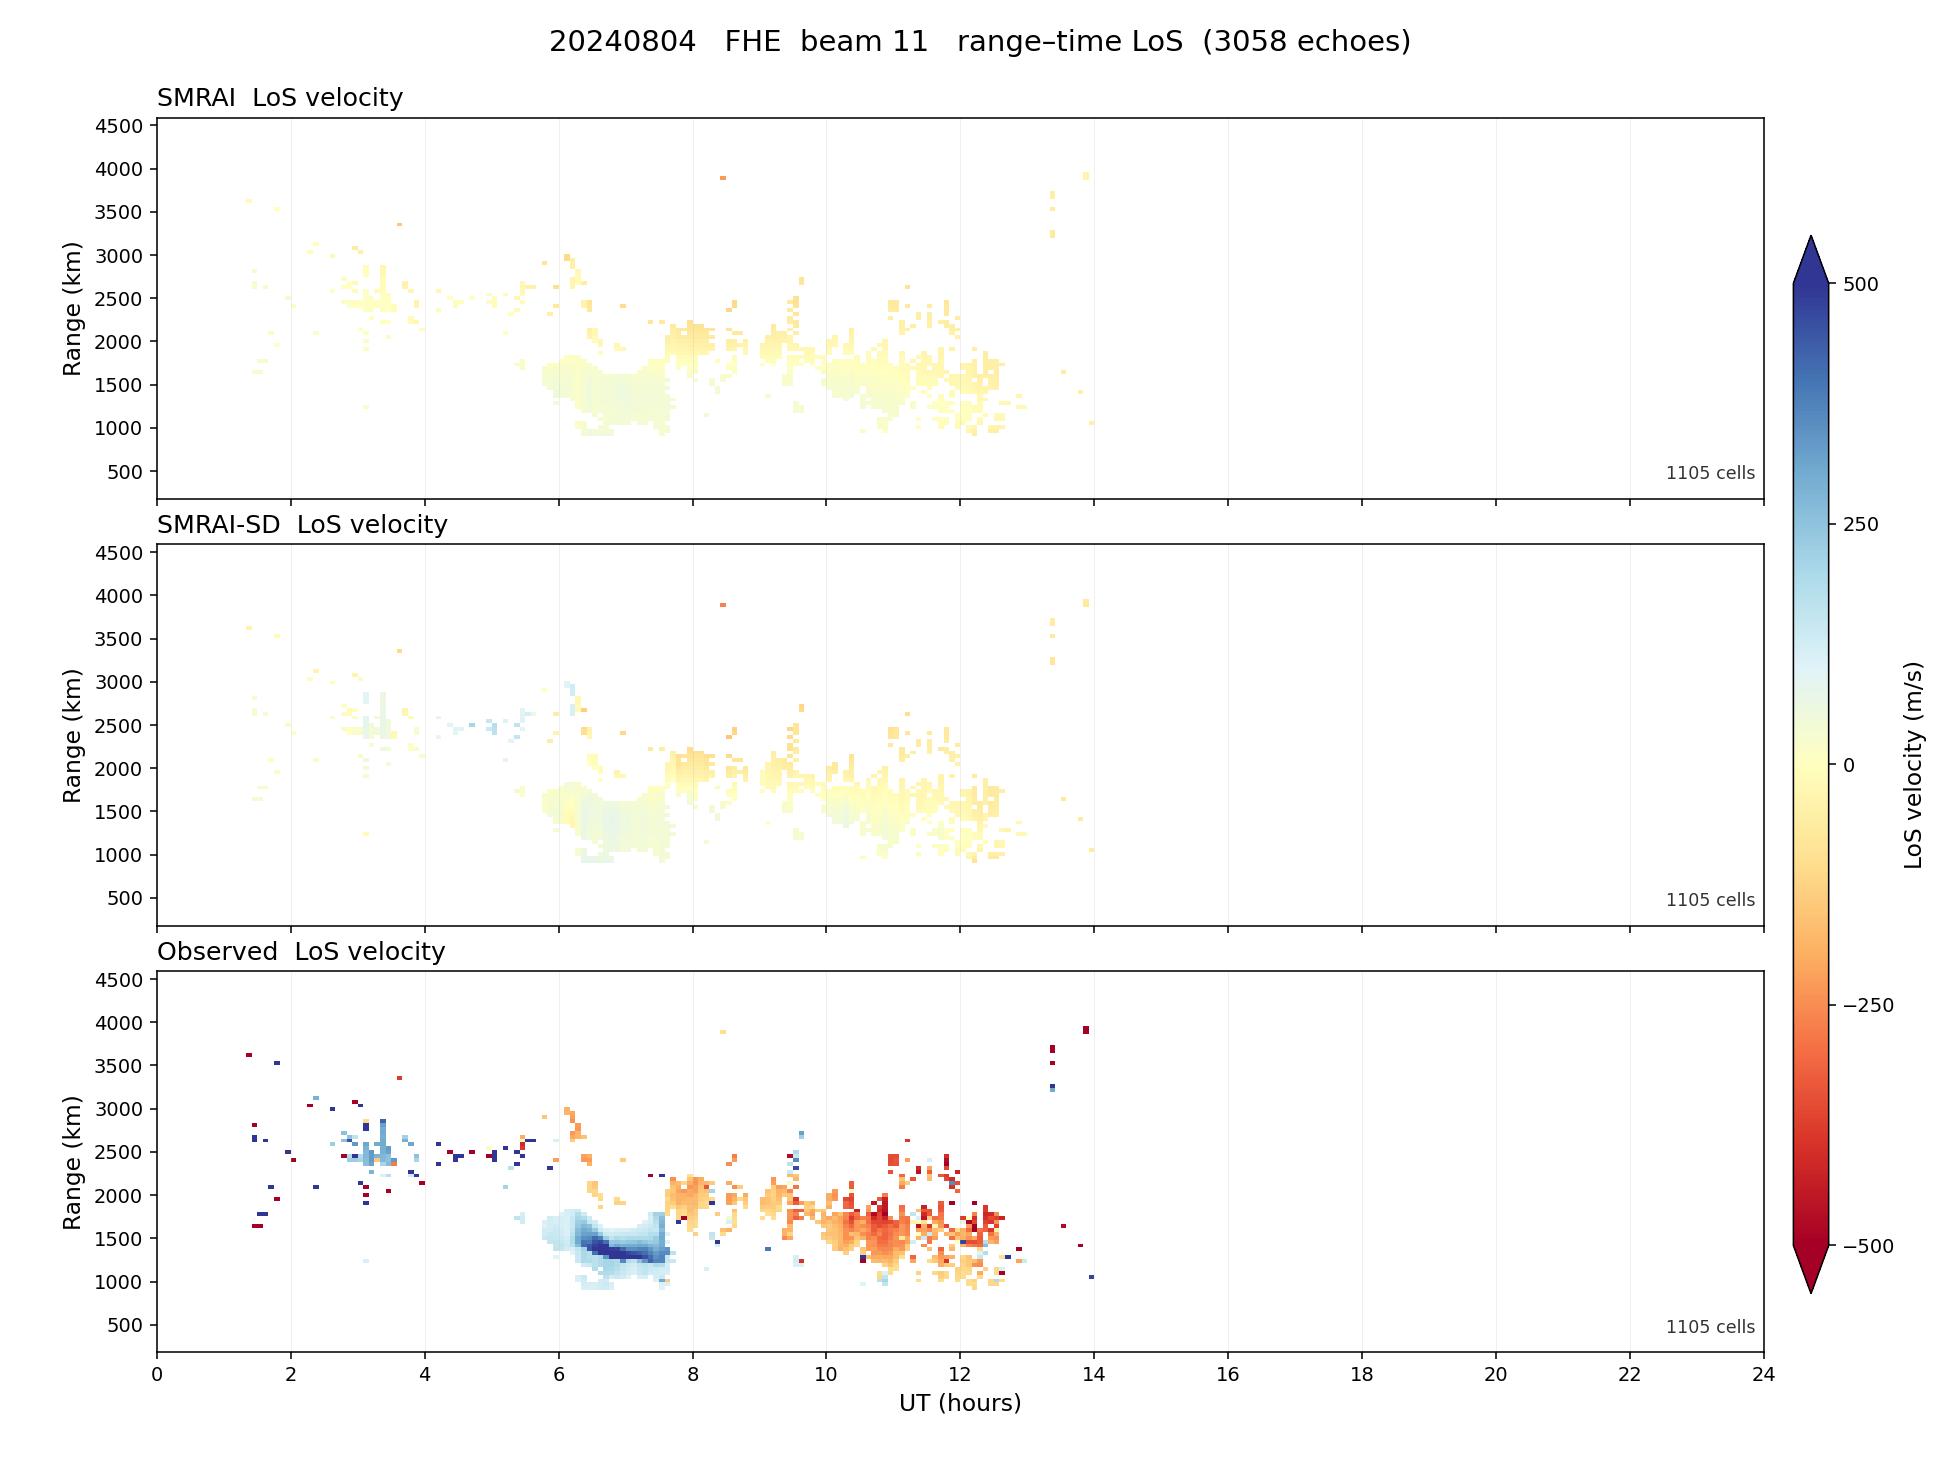 20240804   FHE  beam 11   range–time LoS  (3058 echoes)
SMRAI  LoS velocity
4500
4000
3500
3000
2500
2000
1500
1000
500
Range (km)
1105 cells
SMRAI-SD  LoS velocity
4500
4000
3500
3000
2500
2000
1500
1000
500
Range (km)
1105 cells
Observed  LoS velocity
4500
4000
3500
3000
2500
2000
1500
1000
500
Range (km)
1105 cells
0 2 4 6 8 10 12 14 16 18 20 22 24
UT (hours)
500
250
0
−250
−500
LoS velocity (m/s)